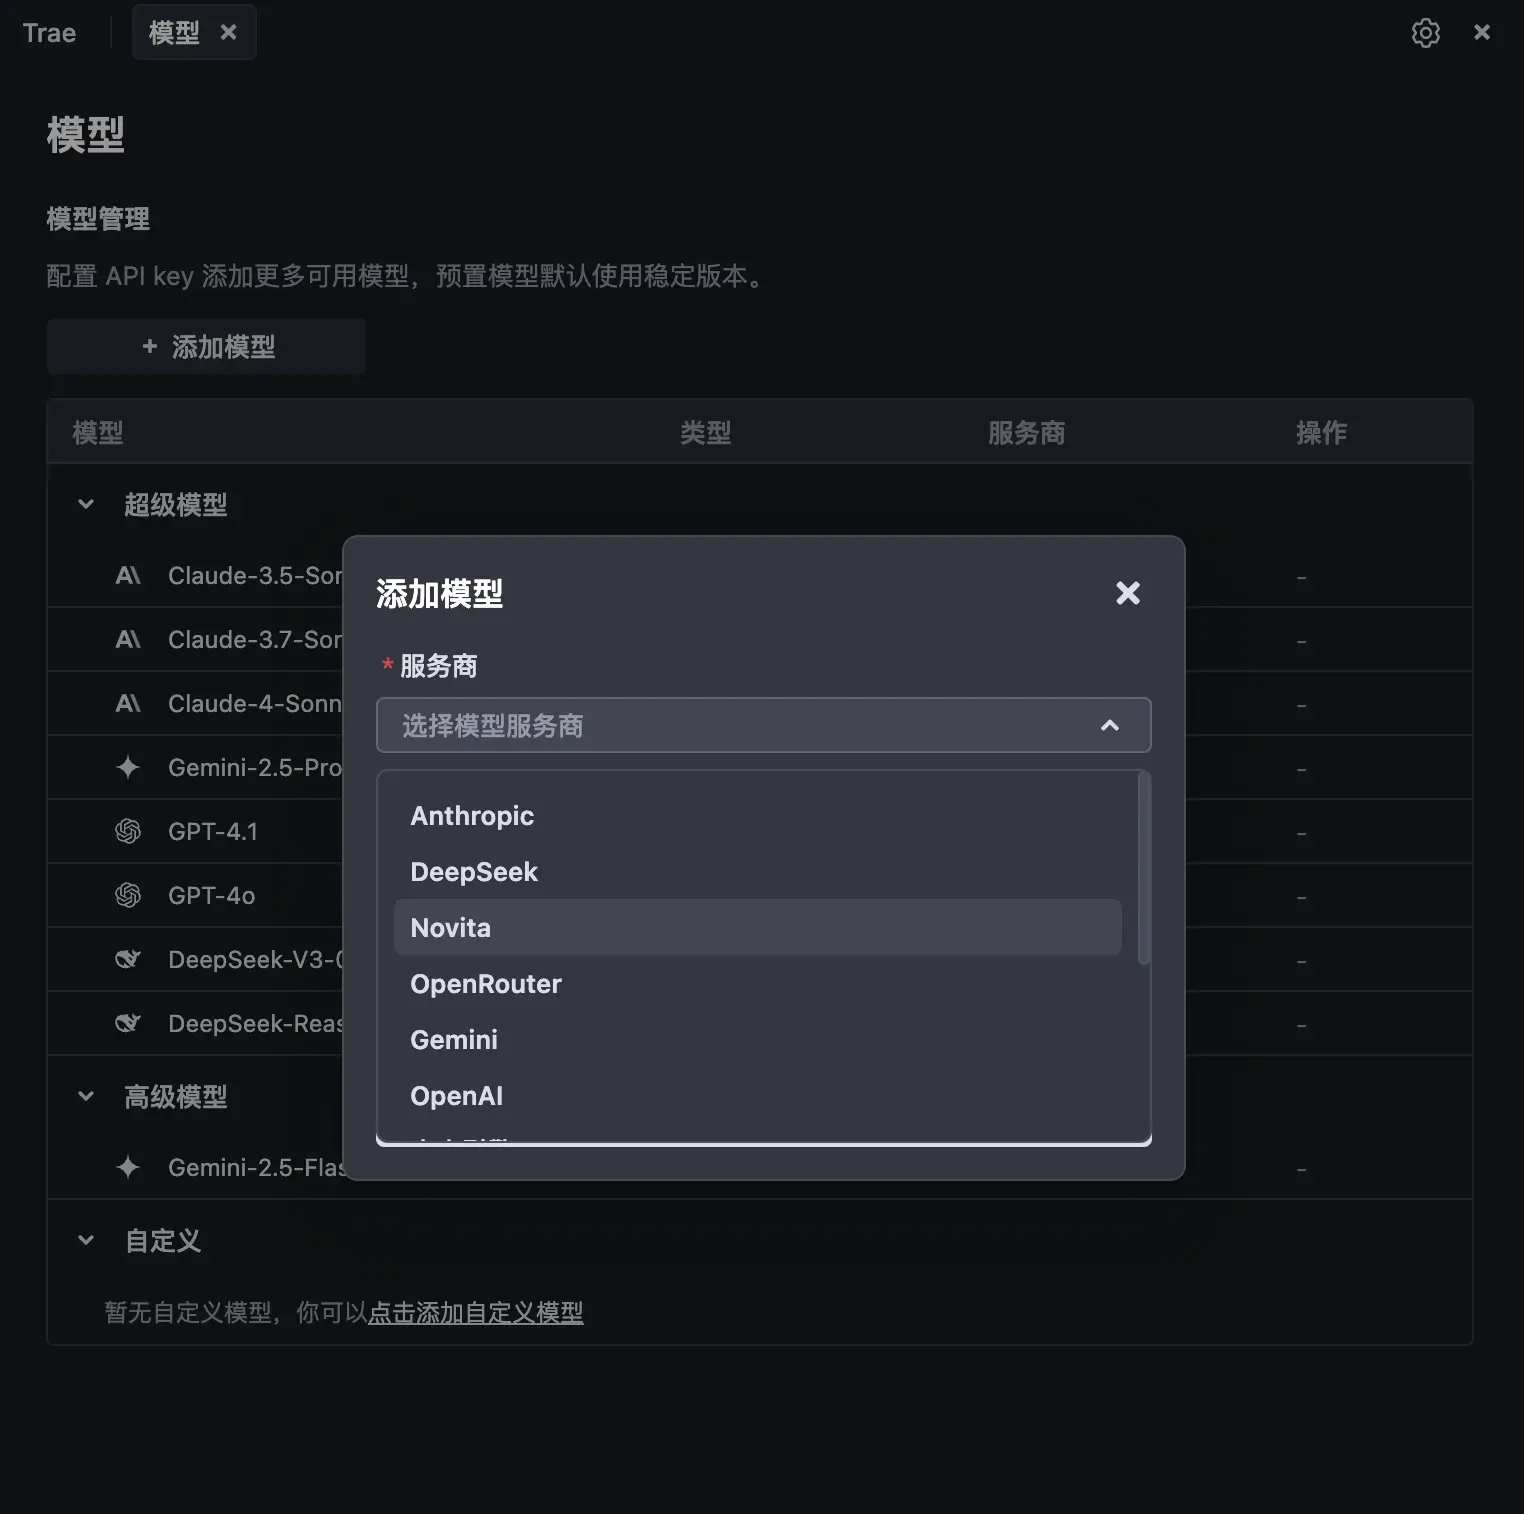 Trae
模型
模型
模型管理
配置 API key 添加更多可用模型，预置模型默认使用稳定版本。
+ 添加模型
模型 类型 服务商 操作
超级模型
Claude-3.5-Son
-
Claude-3.7-Son
-
Claude-4-Sonn
-
Gemini-2.5-Pro
-
GPT-4.1
-
GPT-4o
-
DeepSeek-V3-0
-
DeepSeek-Reas
-
高级模型
Gemini-2.5-Flas
-
自定义
暂无自定义模型，你可以点击添加自定义模型
添加模型
* 服务商
选择模型服务商
Anthropic
DeepSeek
Novita
OpenRouter
Gemini
OpenAI